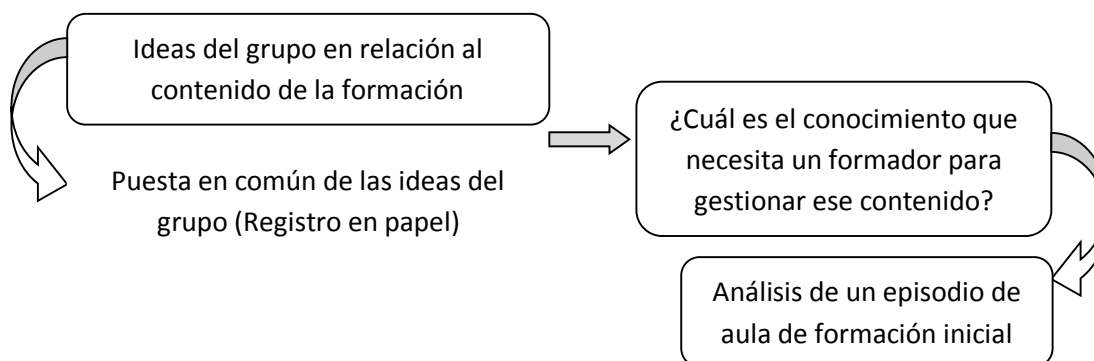 Ideas del grupo en relación al
contenido de la formación
Puesta en común de las ideas del
grupo (Registro en papel)
¿Cuál es el conocimiento que
necesita un formador para
gestionar ese contenido?
Análisis de un episodio de
aula de formación inicial